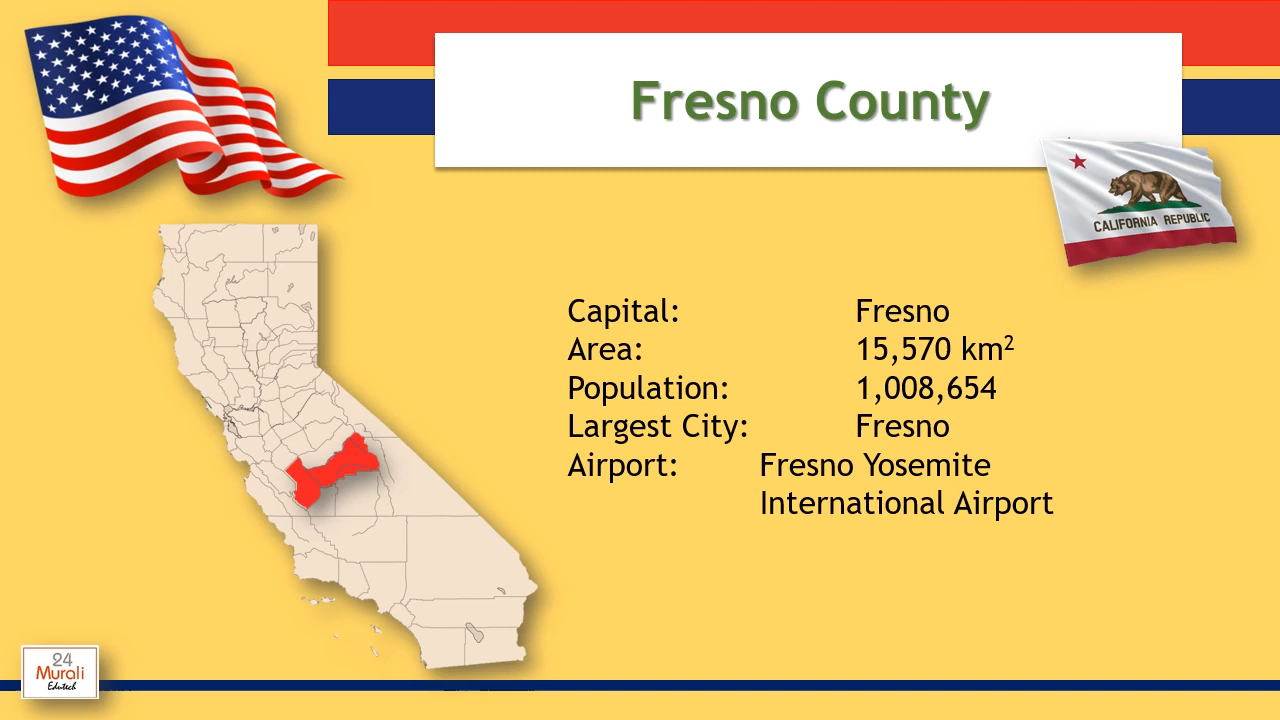 Fresno County
CALIFORNIA REPUBLIC
Capital: Fresno
Area: 15,570 km²
Population: 1,008,654
Largest City: Fresno
Airport: Fresno Yosemite
International Airport
24
Murali
Edutech